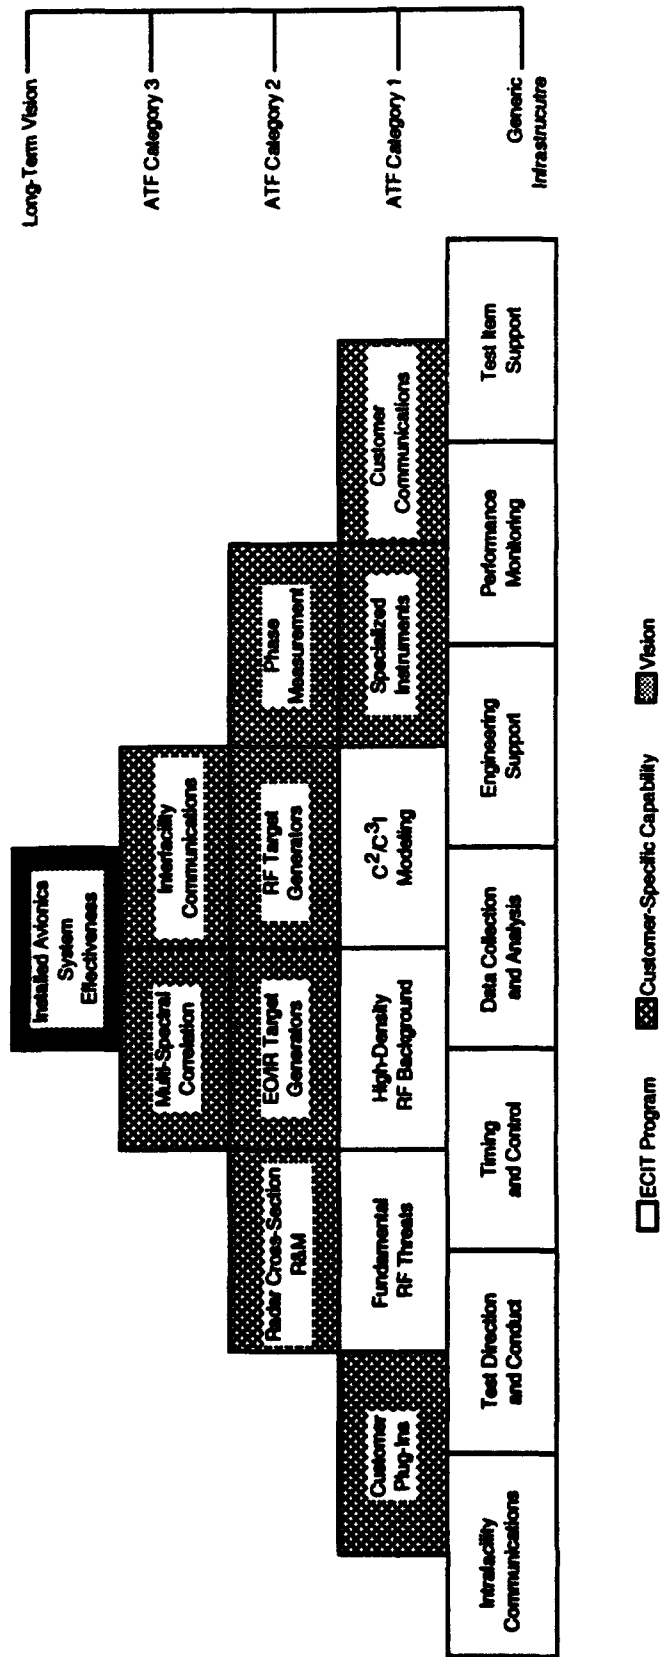 Installed Avionics
System
Effectiveness
Long-Term Vision
Multi-Spectral
Correlation
Interfacility
Communications
ATF Category 3
Radar Cross-Section
R&M
EO/IR Target
Generators
RF Target
Generators
Phase
Measurement
ATF Category 2
Customer
Plug-Ins
Fundamental
RF Threats
High-Density
RF Background
C²/C³I
Modeling
Specialized
Instruments
Customer
Communications
ATF Category 1
Intrafacility
Communications
Test Direction
and Conduct
Timing
and Control
Data Collection
and Analysis
Engineering
Support
Performance
Monitoring
Test Item
Support
Generic
Infrastrucutre
ECIT Program
Customer-Specific Capability
Vision